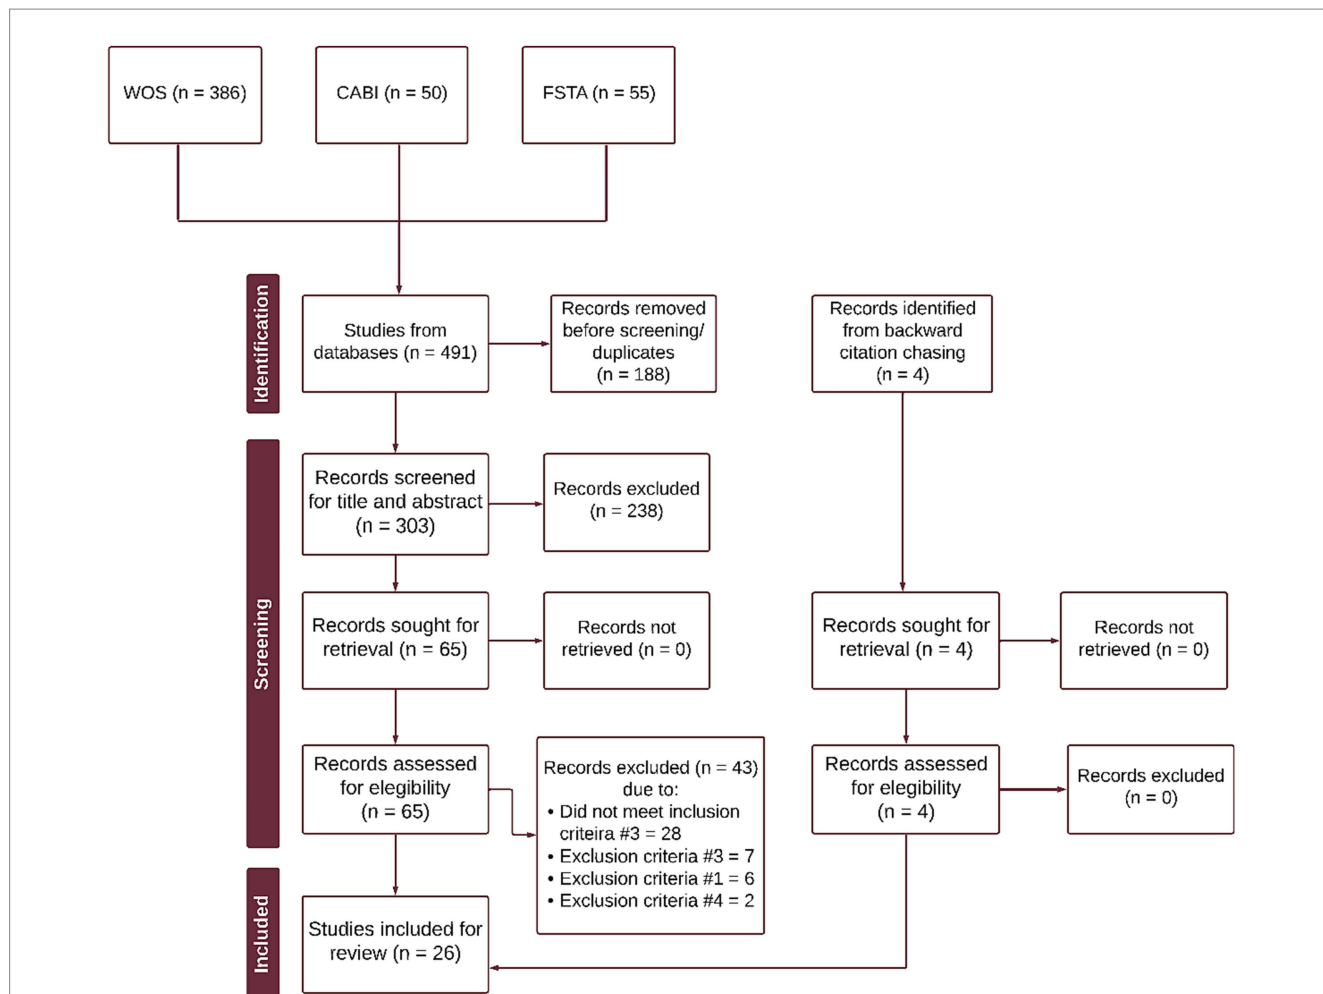 WOS (n = 386)
CABI (n = 50)
FSTA (n = 55)
Identification
Studies from
databases (n = 491)
Records removed
before screening/
duplicates
(n = 188)
Records identified
from backward
citation chasing
(n = 4)
Screening
Records screened
for title and abstract
(n = 303)
Records excluded
(n = 238)
Records sought for
retrieval (n = 65)
Records not
retrieved (n = 0)
Records sought for
retrieval (n = 4)
Records not
retrieved (n = 0)
Records assessed
for elegibility
(n = 65)
Records excluded (n = 43)
due to:
• Did not meet inclusion
criteira #3 = 28
• Exclusion criteria #3 = 7
• Exclusion criteria #1 = 6
• Exclusion criteria #4 = 2
Records assessed
for elegibility
(n = 4)
Records excluded
(n = 0)
Included
Studies included for
review (n = 26)